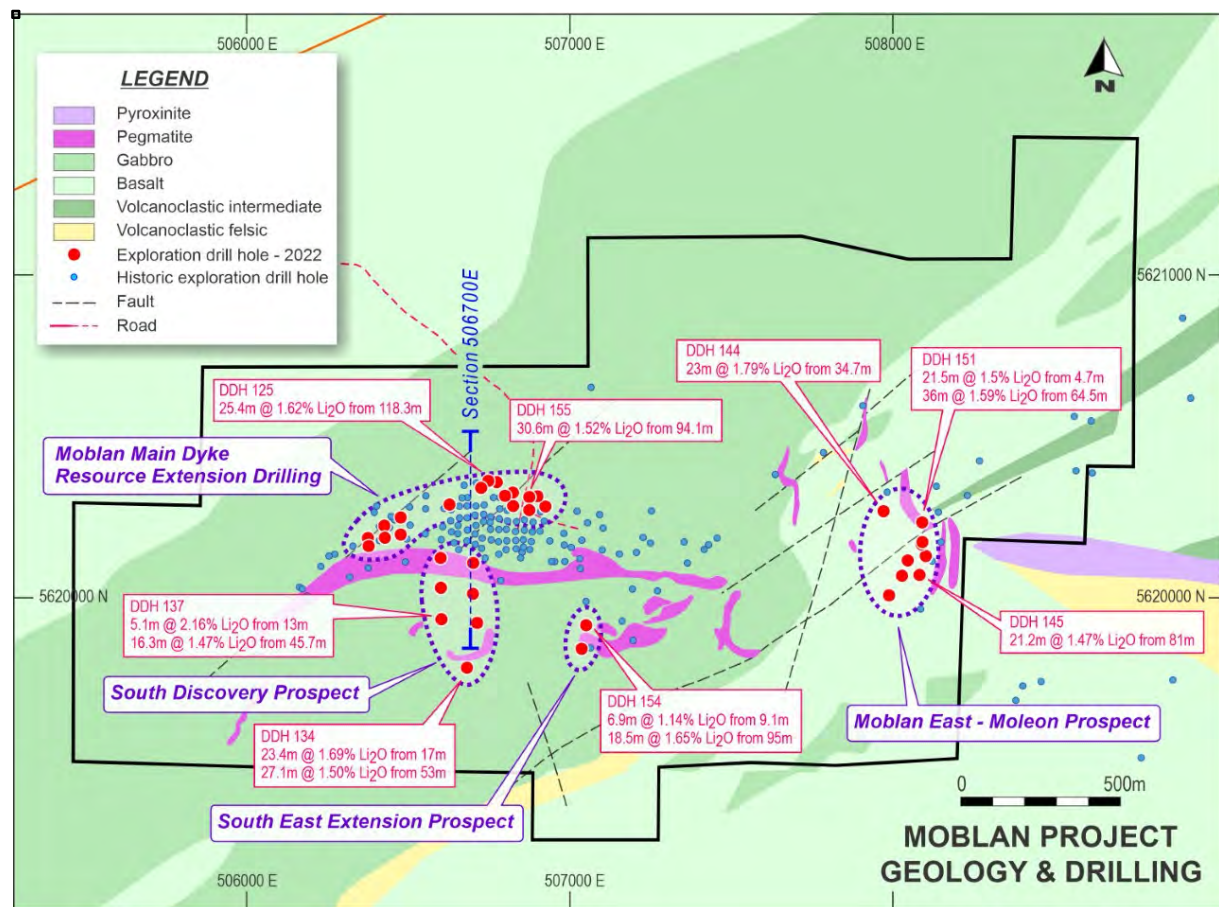 506000 E
507000 E
508000 E
LEGEND
Pyroxinite
Pegmatite
Gabbro
Basalt
Volcanoclastic intermediate
Volcanoclastic felsic
Exploration drill hole - 2022
Historic exploration drill hole
Fault
Road
N
5621000 N
Section 506700E
DDH 125
25.4m @ 1.62% Li2O from 118.3m
DDH 155
30.6m @ 1.52% Li2O from 94.1m
DDH 144
23m @ 1.79% Li2O from 34.7m
DDH 151
21.5m @ 1.5% Li2O from 4.7m
36m @ 1.59% Li2O from 64.5m
Moblan Main Dyke
Resource Extension Drilling
5620000 N
5620000 N
DDH 137
5.1m @ 2.16% Li2O from 13m
16.3m @ 1.47% Li2O from 45.7m
DDH 145
21.2m @ 1.47% Li2O from 81m
South Discovery Prospect
DDH 154
6.9m @ 1.14% Li2O from 9.1m
18.5m @ 1.65% Li2O from 95m
Moblan East - Moleon Prospect
DDH 134
23.4m @ 1.69% Li2O from 17m
27.1m @ 1.50% Li2O from 53m
South East Extension Prospect
0 500m
MOBLAN PROJECT
GEOLOGY & DRILLING
506000 E
507000 E